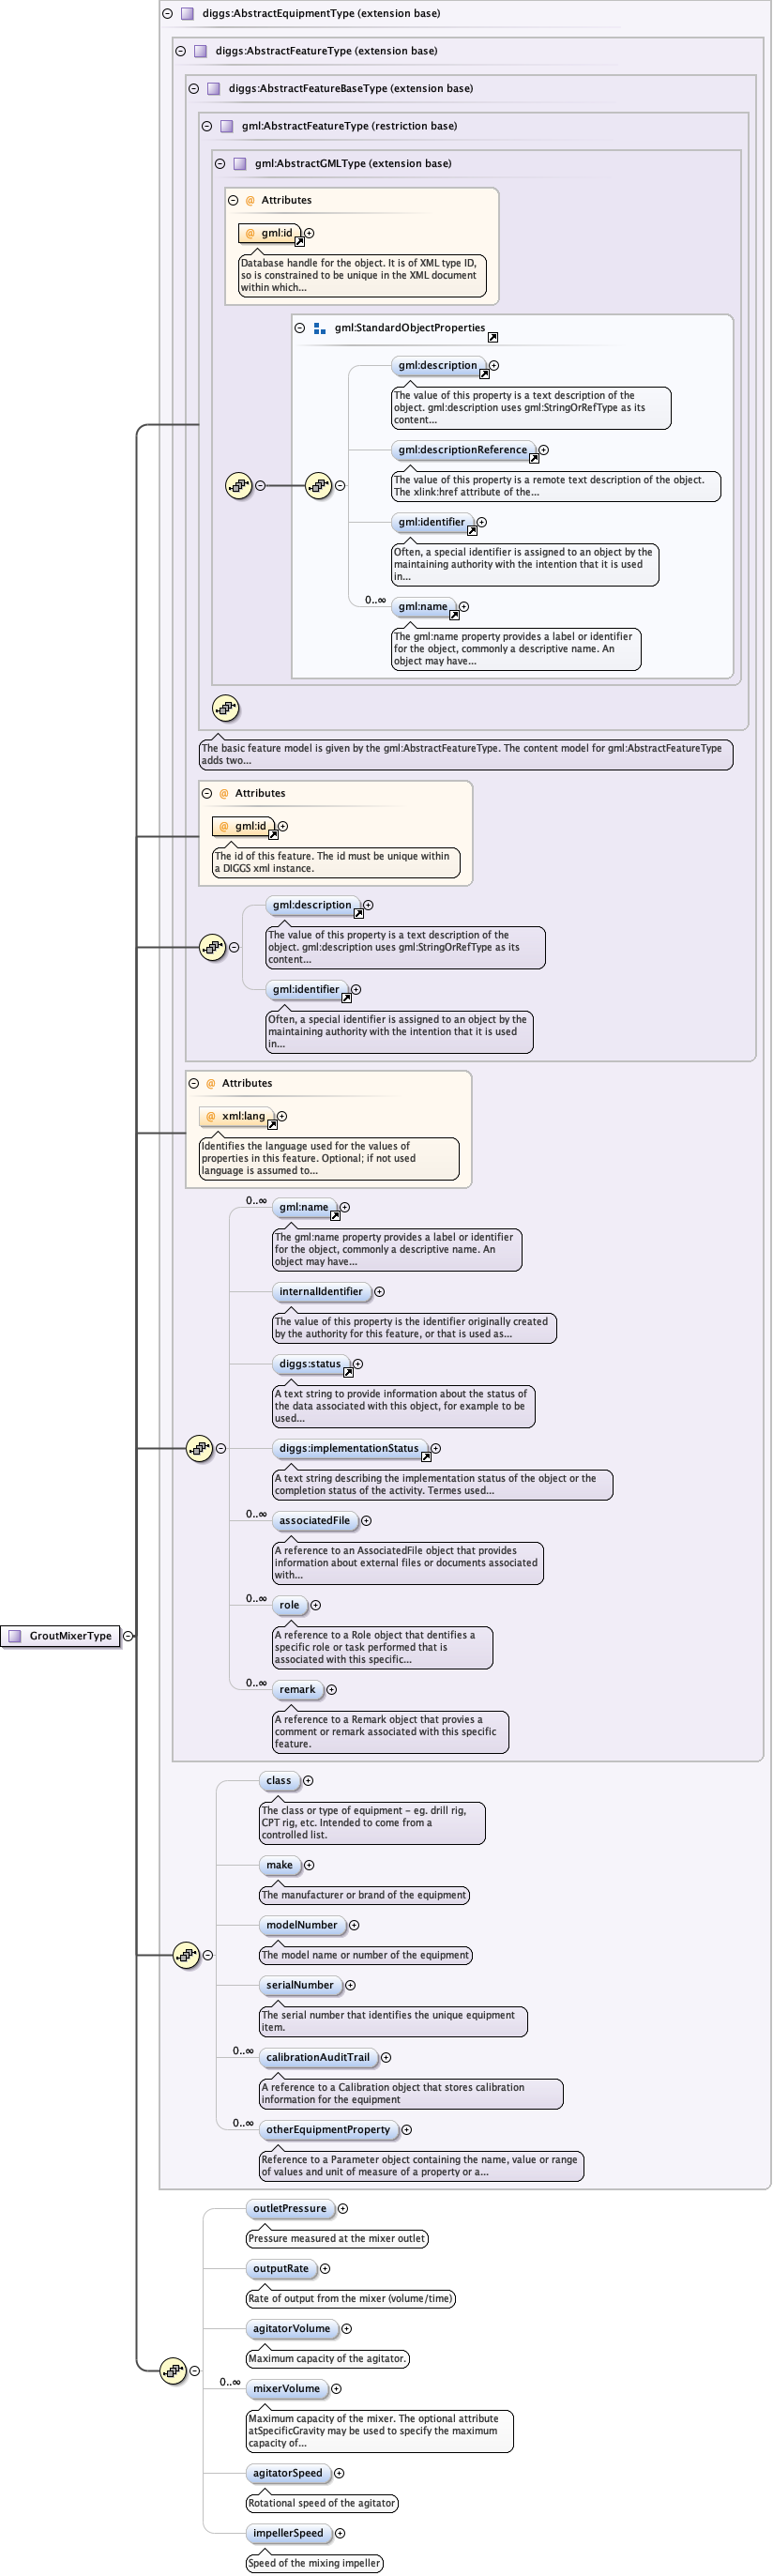 diggs:AbstractEquipmentType (extension base)
diggs:AbstractFeatureType (extension base)
diggs:AbstractFeatureBaseType (extension base)
gml:AbstractFeatureType (restriction base)
gml:AbstractGMLType (extension base)
@ Attributes
@ gml:id
Database handle for the object. It is of XML type ID,
so is constrained to be unique in the XML document
within which...
gml:StandardObjectProperties
gml:description
The value of this property is a text description of the
object. gml:description uses gml:StringOrRefType as its
content...
gml:descriptionReference
The value of this property is a remote text description of the object.
The xlink:href attribute of the...
gml:identifier
Often, a special identifier is assigned to an object by the
maintaining authority with the intention that it is used
in...
0..∞
gml:name
The gml:name property provides a label or identifier
for the object, commonly a descriptive name. An
object may have...
The basic feature model is given by the gml:AbstractFeatureType. The content model for gml:AbstractFeatureType
adds two...
@ Attributes
@ gml:id
The id of this feature. The id must be unique within
a DIGGS xml instance.
gml:description
The value of this property is a text description of the
object. gml:description uses gml:StringOrRefType as its
content...
gml:identifier
Often, a special identifier is assigned to an object by the
maintaining authority with the intention that it is used
in...
@ Attributes
@ xml:lang
Identifies the language used for the values of
properties in this feature. Optional; if not used
language is assumed to...
0..∞
gml:name
The gml:name property provides a label or identifier
for the object, commonly a descriptive name. An
object may have...
internalIdentifier
The value of this property is the identifier originally created
by the authority for this feature, or that is used as...
diggs:status
A text string to provide information about the status of
the data associated with this object, for example to be
used...
diggs:implementationStatus
A text string describing the implementation status of the object or the
completion status of the activity. Termes used...
0..∞
associatedFile
A reference to an AssociatedFile object that provides
information about external files or documents associated
with...
0..∞
role
A reference to a Role object that dentifies a
specific role or task performed that is
associated with this specific...
GroutMixerType
0..∞
remark
A reference to a Remark object that provies a
comment or remark associated with this specific
feature.
class
The class or type of equipment - eg. drill rig,
CPT rig, etc. Intended to come from a
controlled list.
make
The manufacturer or brand of the equipment
modelNumber
The model name or number of the equipment
serialNumber
The serial number that identifies the unique equipment
item.
0..∞
calibrationAuditTrail
A reference to a Calibration object that stores calibration
information for the equipment
0..∞
otherEquipmentProperty
Reference to a Parameter object containing the name, value or range
of values and unit of measure of a property or a...
outletPressure
Pressure measured at the mixer outlet
outputRate
Rate of output from the mixer (volume/time)
agitatorVolume
Maximum capacity of the agitator.
0..∞
mixerVolume
Maximum capacity of the mixer. The optional attribute
atSpecificGravity may be used to specify the maximum
capacity of...
agitatorSpeed
Rotational speed of the agitator
impellerSpeed
Speed of the mixing impeller